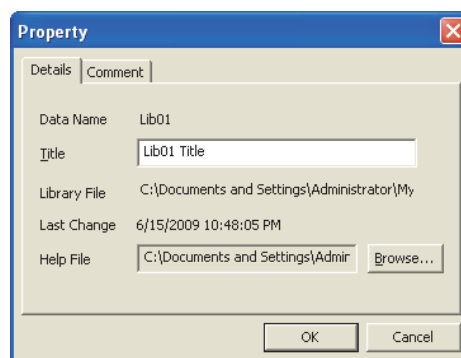 Property
Details Comment
Data Name Lib01
Title Lib01 Title
Library File C:\Documents and Settings\Administrator\My
Last Change 6/15/2009 10:48:05 PM
Help File C:\Documents and Settings\Admir Browse...
OK Cancel